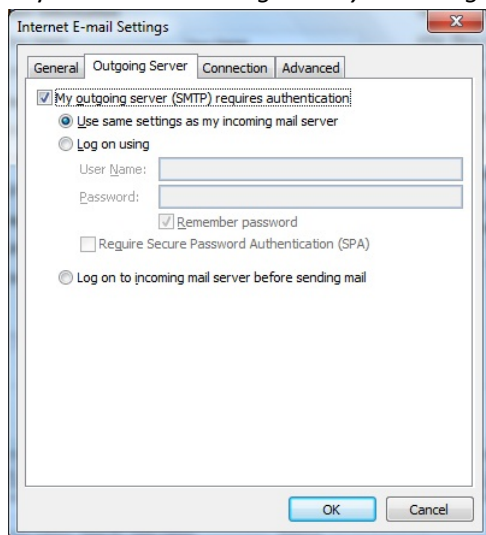 Internet E-mail Settings
General Outgoing Server Connection Advanced
My outgoing server (SMTP) requires authentication
Use same settings as my incoming mail server
Log on using
User Name:
Password:
Remember password
Require Secure Password Authentication (SPA)
Log on to incoming mail server before sending mail
OK Cancel